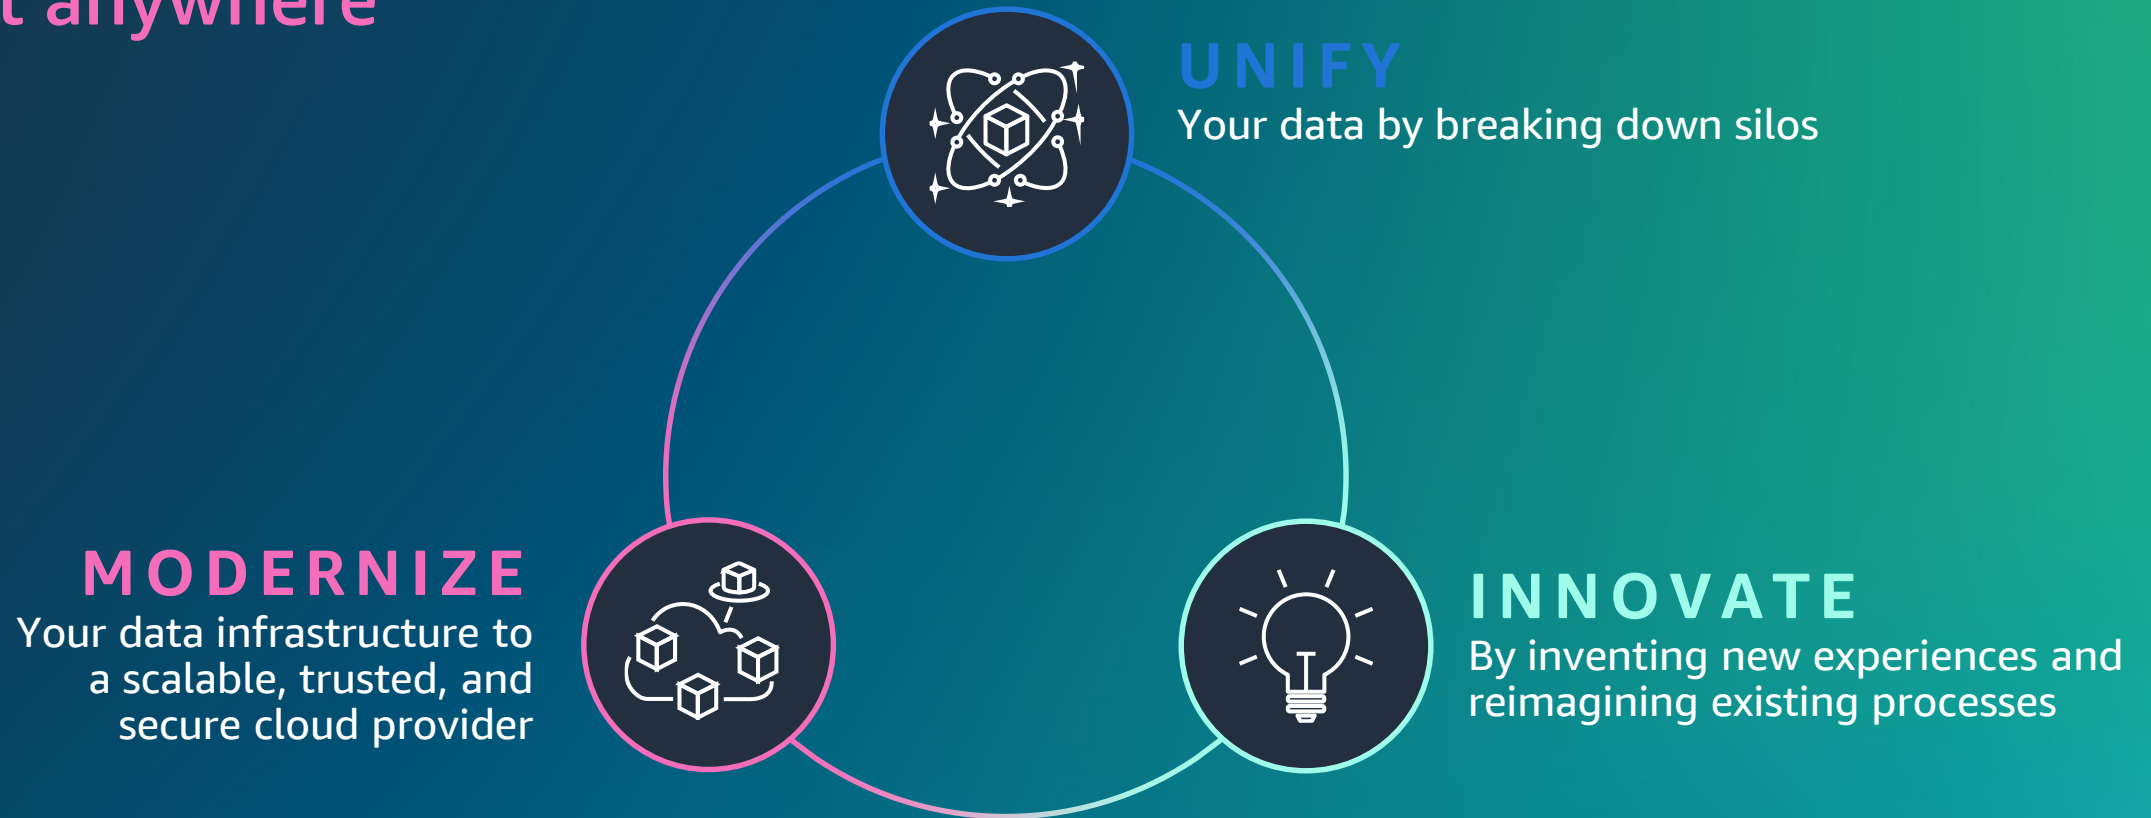 t anywhere
UNIFY
Your data by breaking down silos
MODERNIZE
Your data infrastructure to
a scalable, trusted, and
secure cloud provider
INNOVATE
By inventing new experiences and
reimagining existing processes